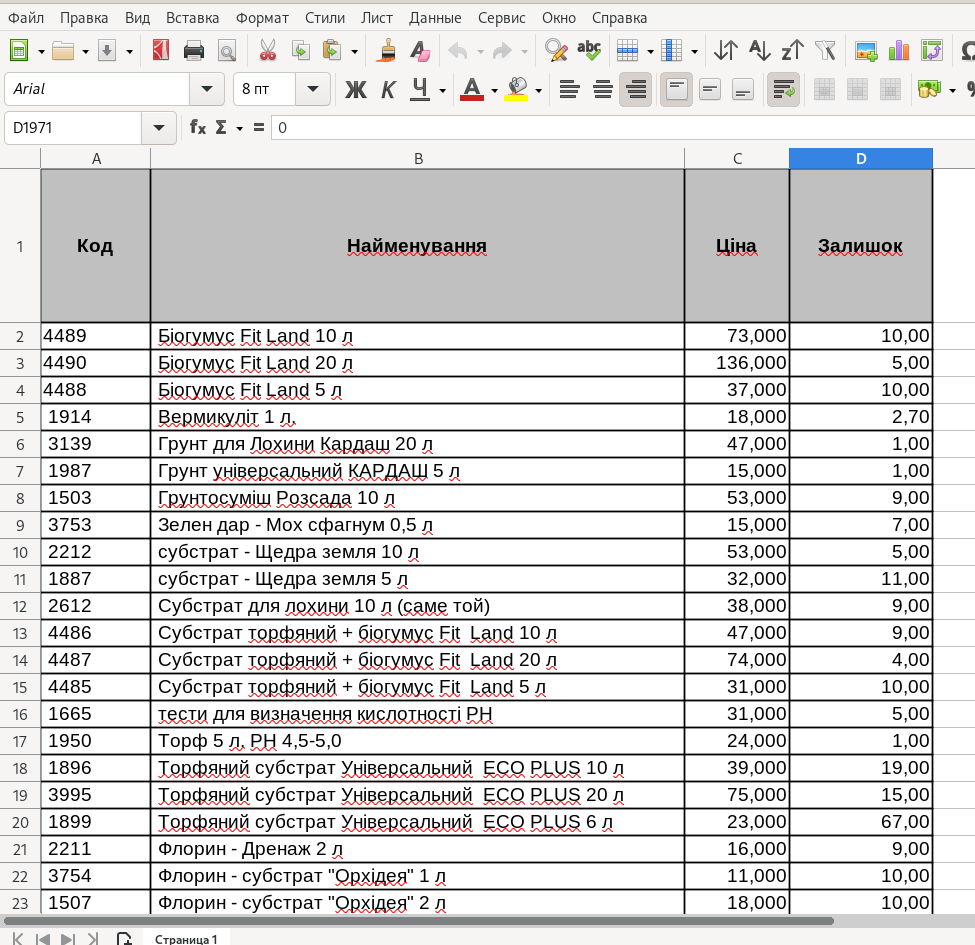 Файл Правка Вид Вставка Формат Стили Лист Данные Сервис Окно Справка
Arial 8 пт Ж К Ч А
D1971 fx Σ = 0
A B C D
1 Код Найменування Ціна Залишок
2 4489 Біогумус Fit Land 10 л 73,000 10,00
3 4490 Біогумус Fit Land 20 л 136,000 5,00
4 4488 Біогумус Fit Land 5 л 37,000 10,00
5 1914 Вермикуліт 1 л. 18,000 2,70
6 3139 Грунт для Лохини Кардаш 20 л 47,000 1,00
7 1987 Грунт універсальний КАРДАШ 5 л 15,000 1,00
8 1503 Грунтосуміш Розсада 10 л 53,000 9,00
9 3753 Зелен дар - Мох сфагнум 0,5 л 15,000 7,00
10 2212 субстрат - Щедра земля 10 л 53,000 5,00
11 1887 субстрат - Щедра земля 5 л 32,000 11,00
12 2612 Субстрат для лохини 10 л (саме той) 38,000 9,00
13 4486 Субстрат торфяний + біогумус Fit  Land 10 л 47,000 9,00
14 4487 Субстрат торфяний + біогумус Fit  Land 20 л 74,000 4,00
15 4485 Субстрат торфяний + біогумус Fit  Land 5 л 31,000 10,00
16 1665 тести для визначення кислотності РН 31,000 5,00
17 1950 Торф 5 л. РН 4,5-5,0 24,000 1,00
18 1896 Торфяний субстрат Універсальний  ECO PLUS 10 л 39,000 19,00
19 3995 Торфяний субстрат Універсальний  ECO PLUS 20 л 75,000 15,00
20 1899 Торфяний субстрат Універсальний  ECO PLUS 6 л 23,000 67,00
21 2211 Флорин - Дренаж 2 л 16,000 9,00
22 3754 Флорин - субстрат "Орхідея" 1 л 11,000 10,00
23 1507 Флорин - субстрат "Орхідея" 2 л 18,000 10,00
Страница 1